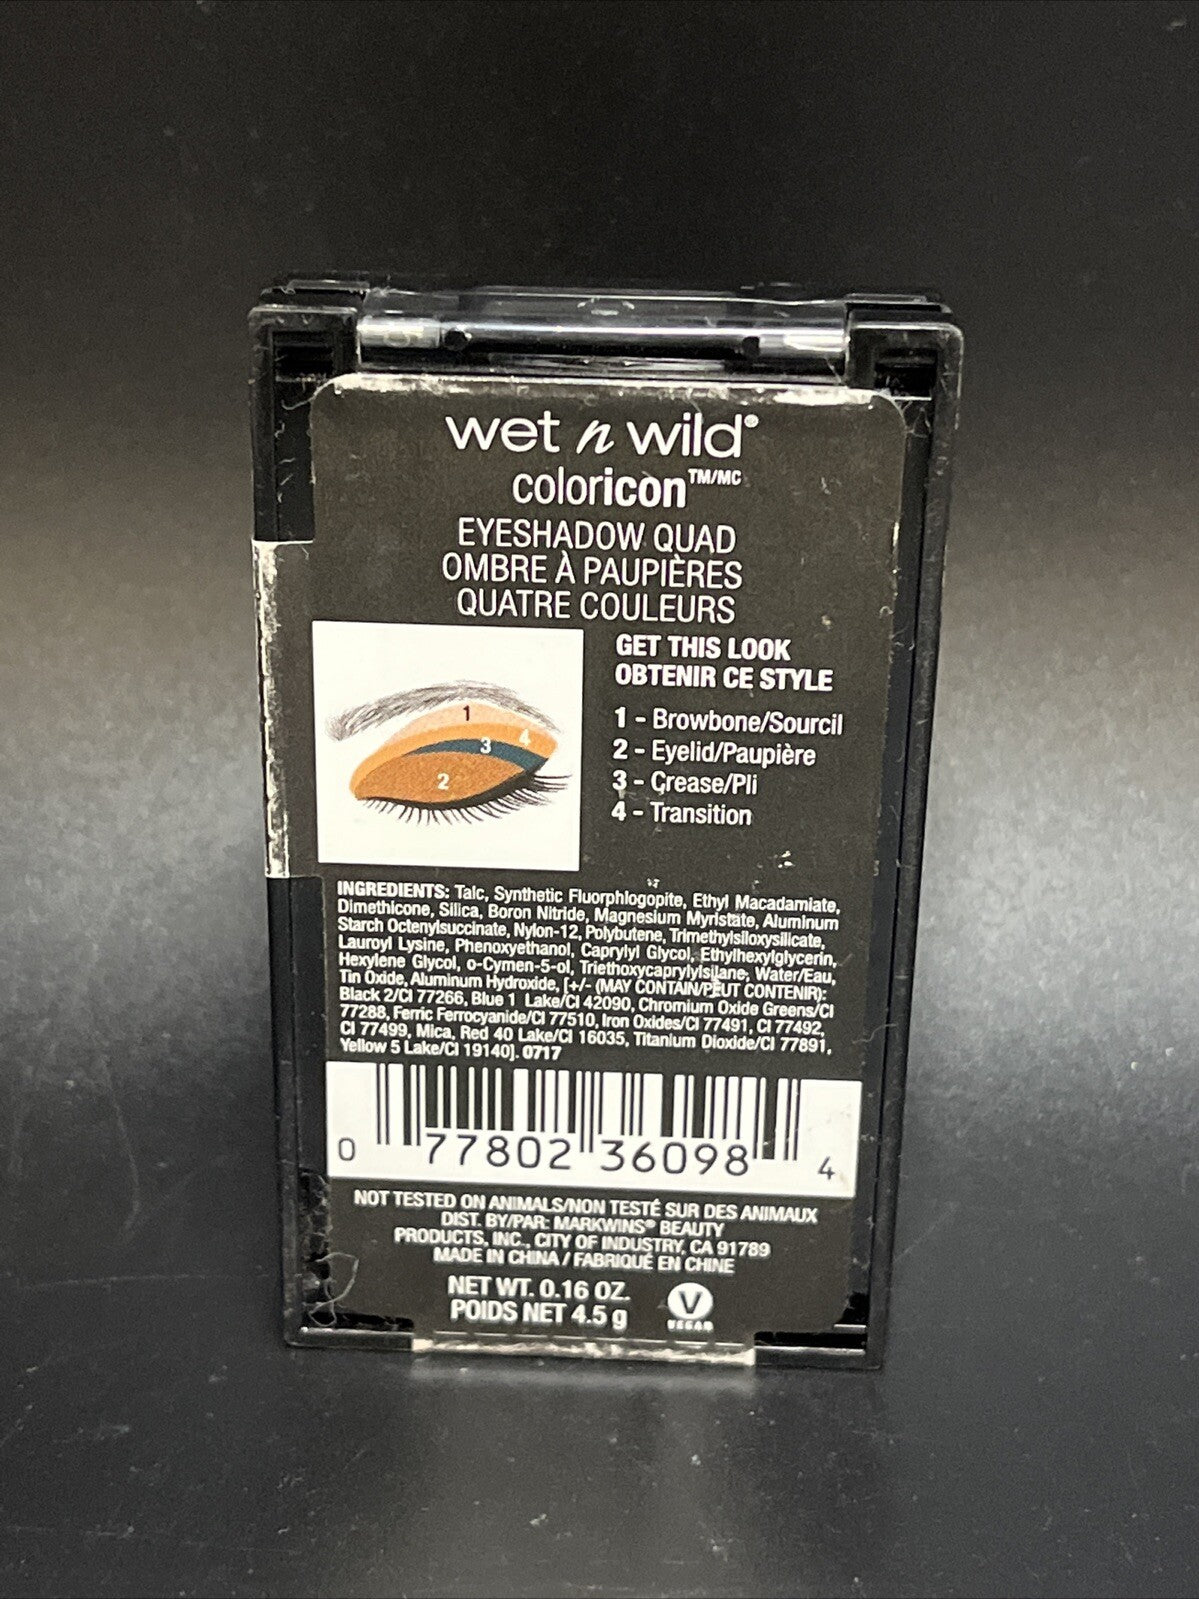 wet n wild®
coloricon™/MC
EYESHADOW QUAD
OMBRE À PAUPIÈRES
QUATRE COULEURS
GET THIS LOOK
OBTENIR CE STYLE
1 - Browbone/Sourcil
2 - Eyelid/Paupière
3 - Crease/Pli
4 - Transition
1
4
3
2
INGREDIENTS: Talc, Synthetic Fluorphlogopite, Ethyl Macadamiate,
Dimethicone, Silica, Boron Nitride, Magnesium Myristate, Aluminum
Starch Octenylsuccinate, Nylon-12, Polybutene, Trimethylsiloxysilicate,
Lauroyl Lysine, Phenoxyethanol, Caprylyl Glycol, Ethylhexylglycerin,
Hexylene Glycol, o-Cymen-5-ol, Triethoxycaprylylsilane, Water/Eau,
Tin Oxide, Aluminum Hydroxide, [+/- (MAY CONTAIN/PEUT CONTENIR):
Black 2/CI 77266, Blue 1 Lake/CI 42090, Chromium Oxide Greens/CI
77288, Ferric Ferrocyanide/CI 77510, Iron Oxides/CI 77491, CI 77492,
CI 77499, Mica, Red 40 Lake/CI 16035, Titanium Dioxide/CI 77891,
Yellow 5 Lake/CI 19140]. 0717
0 77802 36098 4
NOT TESTED ON ANIMALS/NON TESTÉ SUR DES ANIMAUX
DIST. BY/PAR: MARKWINS® BEAUTY
PRODUCTS, INC., CITY OF INDUSTRY, CA 91789
MADE IN CHINA / FABRIQUÉ EN CHINE
NET WT. 0.16 OZ.
POIDS NET 4.5 g
V
VEGAN